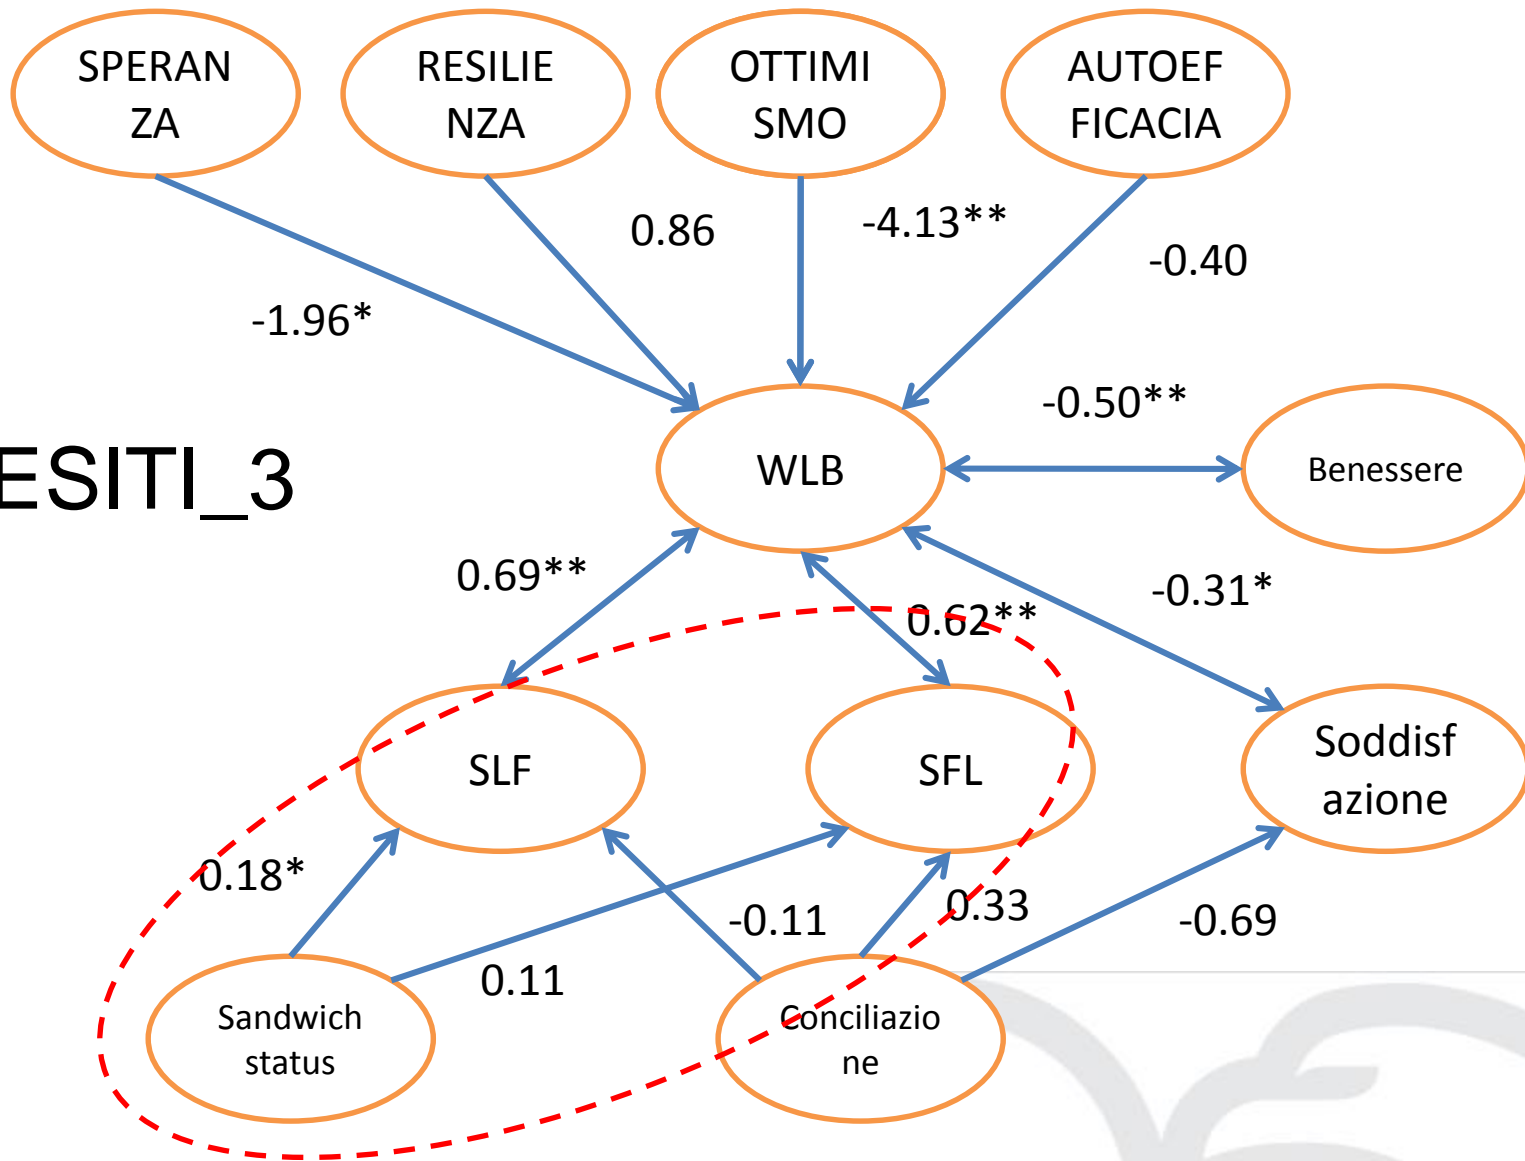 SPERAN
ZA
RESILIE
NZA
OTTIMI
SMO
AUTOEF
FICACIA
0.86
-4.13**
-0.40
-1.96*
-0.50**
WLB
Benessere
ESITI_3
0.69**
0.62**
-0.31*
SLF
SFL
Soddisf
azione
0.18*
-0.11
0.33
-0.69
0.11
Sandwich
status
Conciliazio
ne